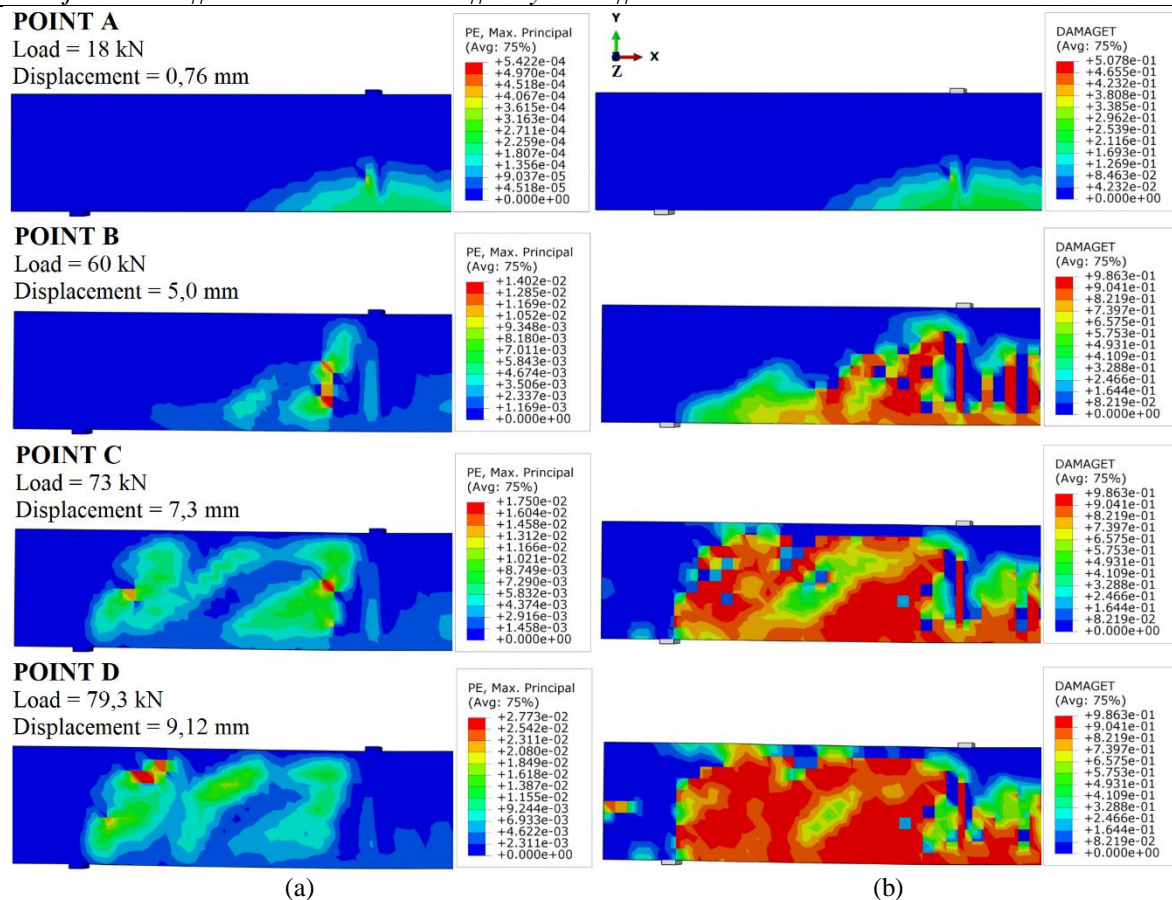 POINT A
Load = 18 kN
Displacement = 0,76 mm
PE, Max. Principal
(Avg: 75%)
+5.422e-04
+4.970e-04
+4.518e-04
+4.067e-04
+3.615e-04
+3.163e-04
+2.711e-04
+2.259e-04
+1.807e-04
+1.356e-04
+9.037e-05
+4.518e-05
+0.000e+00
Y
X
Z
DAMAGET
(Avg: 75%)
+5.078e-01
+4.655e-01
+4.232e-01
+3.808e-01
+3.385e-01
+2.962e-01
+2.539e-01
+2.116e-01
+1.693e-01
+1.269e-01
+8.463e-02
+4.232e-02
+0.000e+00
POINT B
Load = 60 kN
Displacement = 5,0 mm
PE, Max. Principal
(Avg: 75%)
+1.402e-02
+1.285e-02
+1.169e-02
+1.052e-02
+9.348e-03
+8.180e-03
+7.011e-03
+5.843e-03
+4.674e-03
+3.506e-03
+2.337e-03
+1.169e-03
+0.000e+00
DAMAGET
(Avg: 75%)
+9.863e-01
+9.041e-01
+8.219e-01
+7.397e-01
+6.575e-01
+5.753e-01
+4.931e-01
+4.109e-01
+3.288e-01
+2.466e-01
+1.644e-01
+8.219e-02
+0.000e+00
POINT C
Load = 73 kN
Displacement = 7,3 mm
PE, Max. Principal
(Avg: 75%)
+1.750e-02
+1.604e-02
+1.458e-02
+1.312e-02
+1.166e-02
+1.021e-02
+8.749e-03
+7.290e-03
+5.832e-03
+4.374e-03
+2.916e-03
+1.458e-03
+0.000e+00
DAMAGET
(Avg: 75%)
+9.863e-01
+9.041e-01
+8.219e-01
+7.397e-01
+6.575e-01
+5.753e-01
+4.931e-01
+4.109e-01
+3.288e-01
+2.466e-01
+1.644e-01
+8.219e-02
+0.000e+00
POINT D
Load = 79,3 kN
Displacement = 9,12 mm
PE, Max. Principal
(Avg: 75%)
+2.773e-02
+2.542e-02
+2.311e-02
+2.080e-02
+1.849e-02
+1.618e-02
+1.387e-02
+1.155e-02
+9.244e-03
+6.933e-03
+4.622e-03
+2.311e-03
+0.000e+00
DAMAGET
(Avg: 75%)
+9.863e-01
+9.041e-01
+8.219e-01
+7.397e-01
+6.575e-01
+5.753e-01
+4.931e-01
+4.109e-01
+3.288e-01
+2.466e-01
+1.644e-01
+8.219e-02
+0.000e+00
(a)
(b)